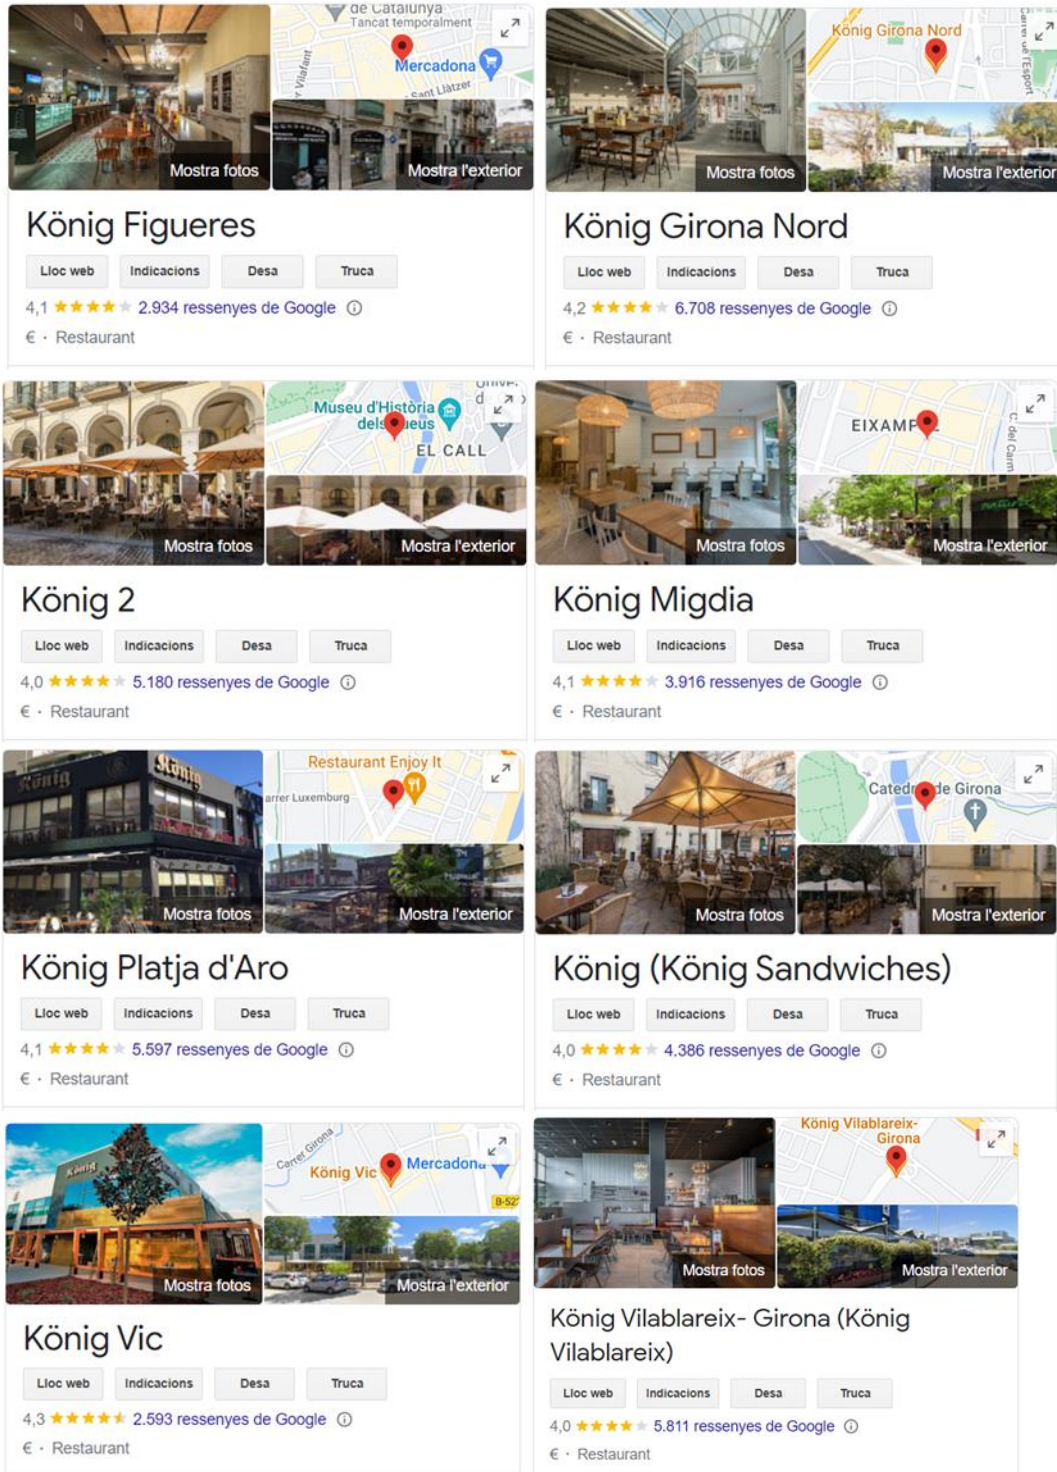 de Catalunya
Tancat temporalment
Vilafant
Mercadona
Sant Llàtzer
Mostra fotos
Mostra l'exterior
König Figueres
Lloc web
Indicacions
Desa
Truca
4,1
2.934 ressenyes de Google
€ · Restaurant
König Girona Nord
Carrer de l'Esport
Mostra fotos
Mostra l'exterior
König Girona Nord
Lloc web
Indicacions
Desa
Truca
4,2
6.708 ressenyes de Google
€ · Restaurant
Museu d'Història
EL CALL
Mostra fotos
Mostra l'exterior
König 2
Lloc web
Indicacions
Desa
Truca
4,0
5.180 ressenyes de Google
€ · Restaurant
C. del Carm
Mostra fotos
Mostra l'exterior
König Migdia
Lloc web
Indicacions
Desa
Truca
4,1
3.916 ressenyes de Google
€ · Restaurant
König
König
Restaurant Enjoy It
arrer Luxemburg
Mostra fotos
Mostra l'exterior
König Platja d'Aro
Lloc web
Indicacions
Desa
Truca
4,1
5.597 ressenyes de Google
€ · Restaurant
de Girona
Mostra fotos
Mostra l'exterior
König (König Sandwiches)
Lloc web
Indicacions
Desa
Truca
4,0
4.386 ressenyes de Google
€ · Restaurant
König
Carrer Girona
König Vic
Mercadona
B-522
Mostra fotos
Mostra l'exterior
König Vic
Lloc web
Indicacions
Desa
Truca
4,3
2.593 ressenyes de Google
€ · Restaurant
König Vilablareix-
Girona
Mostra fotos
Mostra l'exterior
König Vilablareix- Girona (König
Vilablareix)
Lloc web
Indicacions
Desa
Truca
4,0
5.811 ressenyes de Google
€ · Restaurant